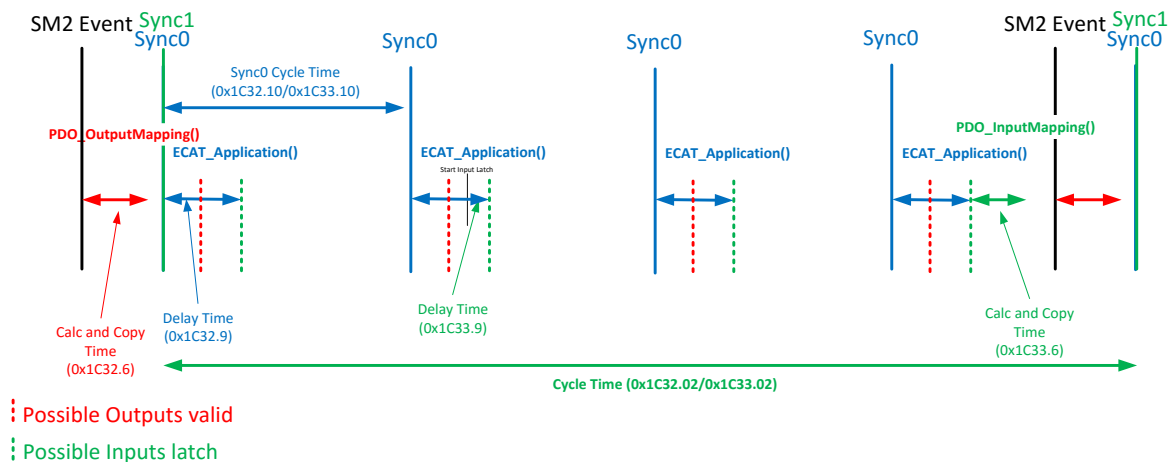 SM2 Event
Sync1
Sync0
Sync0
Sync0
Sync0
SM2 Event
Sync1
Sync0
Sync0 Cycle Time
(0x1C32.10/0x1C33.10)
PDO_OutputMapping()
PDO_InputMapping()
ECAT_Application()
ECAT_Application()
Start Input Latch
ECAT_Application()
ECAT_Application()
Calc and Copy
Time
(0x1C32.6)
Delay Time
(0x1C32.9)
Delay Time
(0x1C33.9)
Calc and Copy
Time
(0x1C33.6)
Cycle Time (0x1C32.02/0x1C33.02)
Possible Outputs valid
Possible Inputs latch